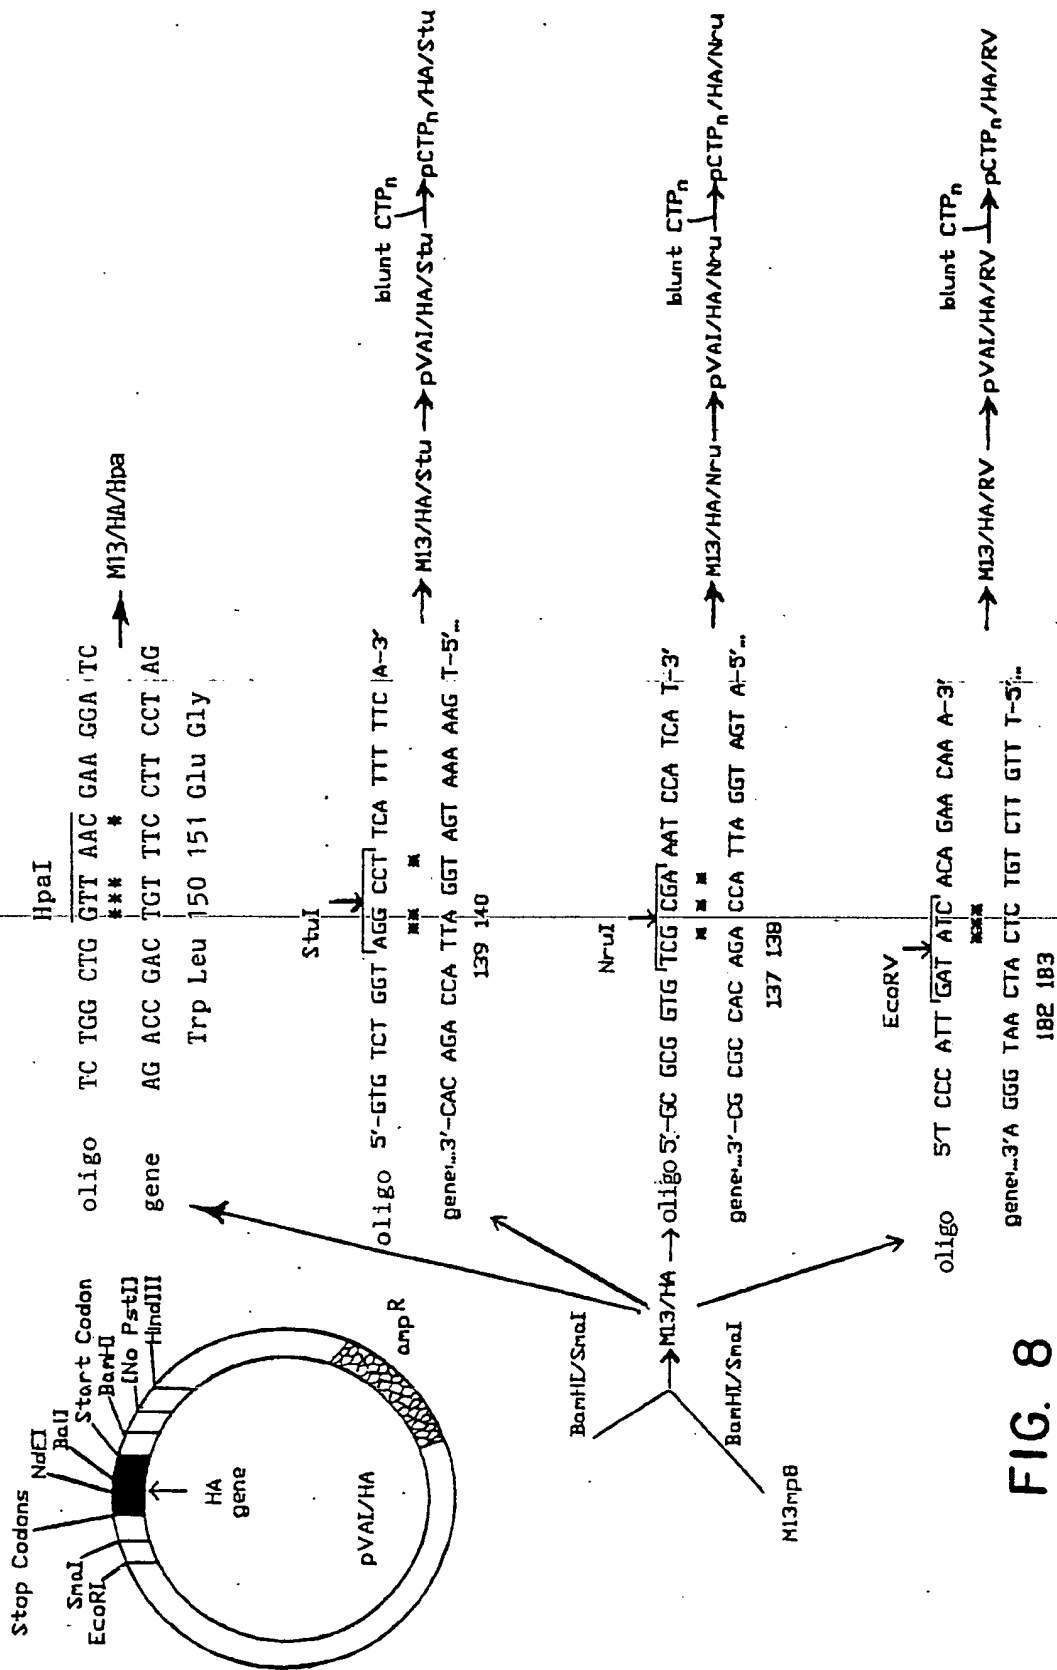 Stop Codons
NdeI
BalI
Start Codon
BamHI
[No PstI]
HindIII
SmaI
EcoRI
HA
gene
pVAI/HA
ampR
BamHI/SmaI
M13mp8
BamHI/SmaI
M13/HA
HpaI
oligo TC TGG CTG GTT AAC GAA GGA TC
*** *
M13/HA/Hpa
gene AG ACC GAC TGT TTC CTT CCT AG
Trp Leu 150 151 Glu Gly
StuI
oligo 5'-GTG TCT GGT AGG CCT TCA TTT TTC A-3'
** *
gene...3'-CAC AGA CCA TTA GGT AGT AAA AAG T-5'...
139 140
M13/HA/Stu
pVAI/HA/Stu
blunt CTPn
pCTPn/HA/Stu
NruI
oligo 5'-GC GCG GTG TCG CGA AAT CCA TCA T-3'
* * *
gene...3'-CG CGC CAC AGA CCA TTA GGT AGT A-5'...
137 138
M13/HA/Nru
pVAI/HA/Nru
blunt CTPn
pCTPn/HA/Nru
EcoRV
oligo 5'T CCC ATT GAT ATC ACA GAA CAA A-3'
***
gene...3'A GGG TAA CTA CTC TGT CTT GTT T-5'...
182 183
M13/HA/RV
pVAI/HA/RV
blunt CTPn
pCTPn/HA/RV
FIG. 8